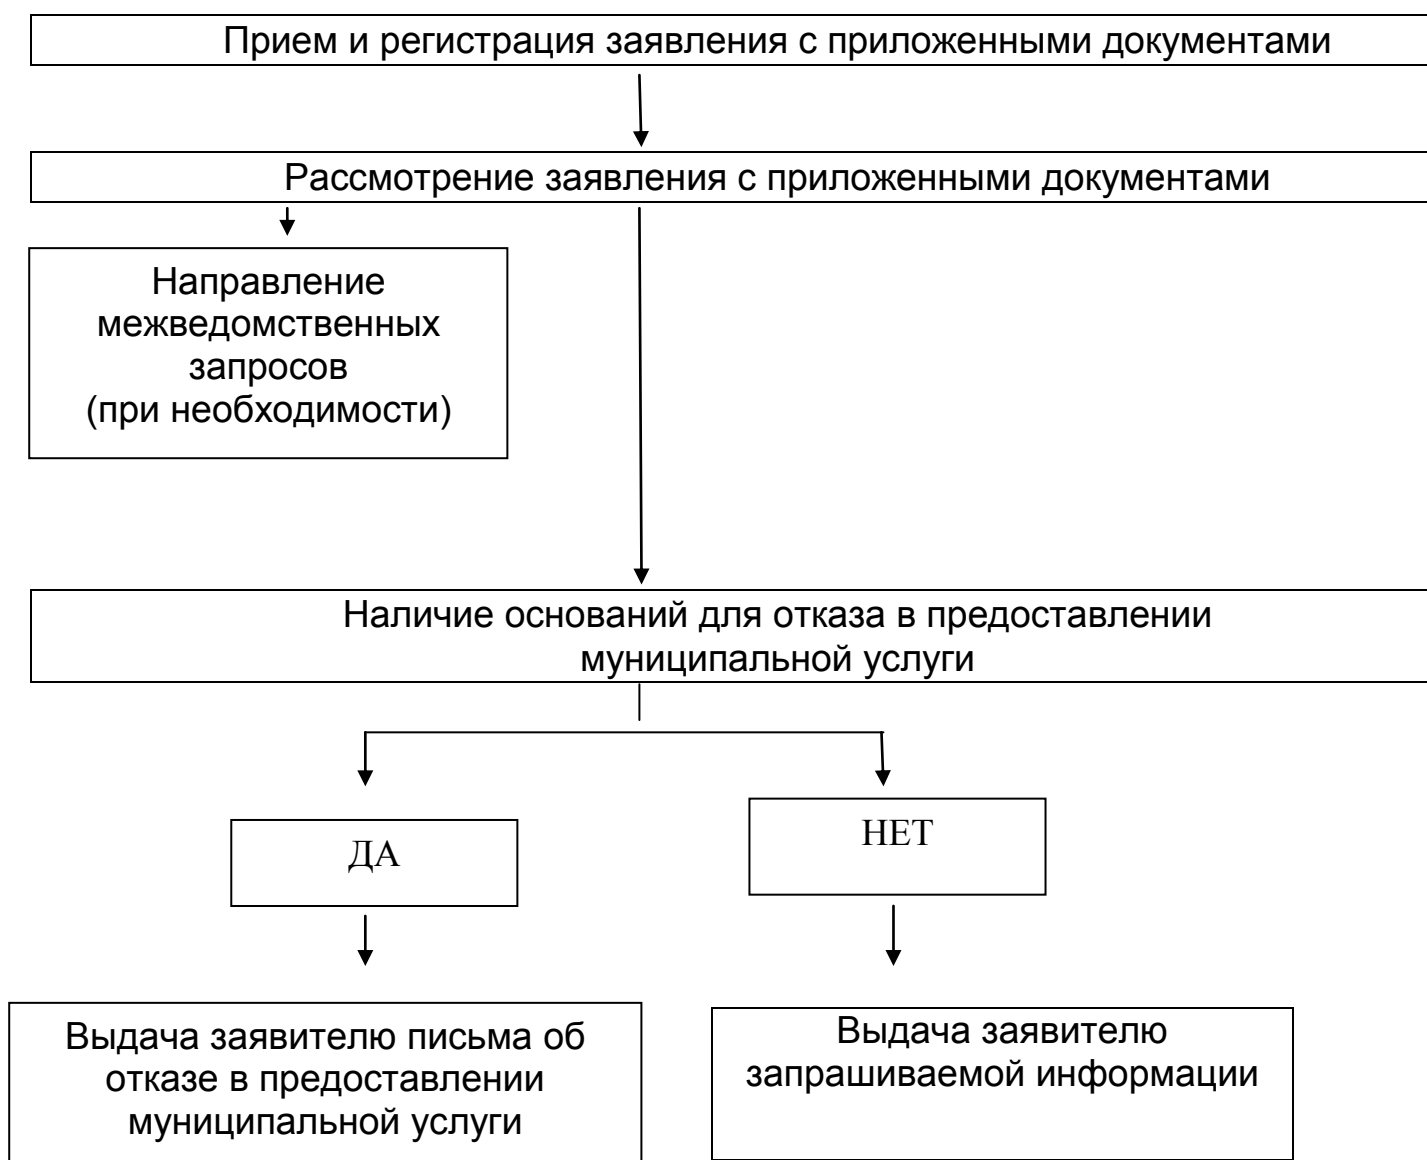 Прием и регистрация заявления с приложенными документами
Рассмотрение заявления с приложенными документами
Направление
межведомственных
запросов
(при необходимости)
Наличие оснований для отказа в предоставлении
муниципальной услуги
ДА
НЕТ
Выдача заявителю письма об
отказе в предоставлении
муниципальной услуги
Выдача заявителю
запрашиваемой информации